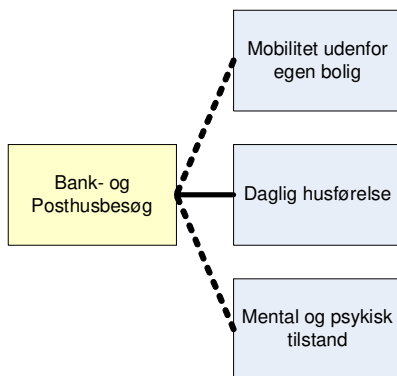 Mobilitet udenfor
egen bolig
Bank- og
Posthusbesøg
Daglig husførelse
Mental og psykisk
tilstand